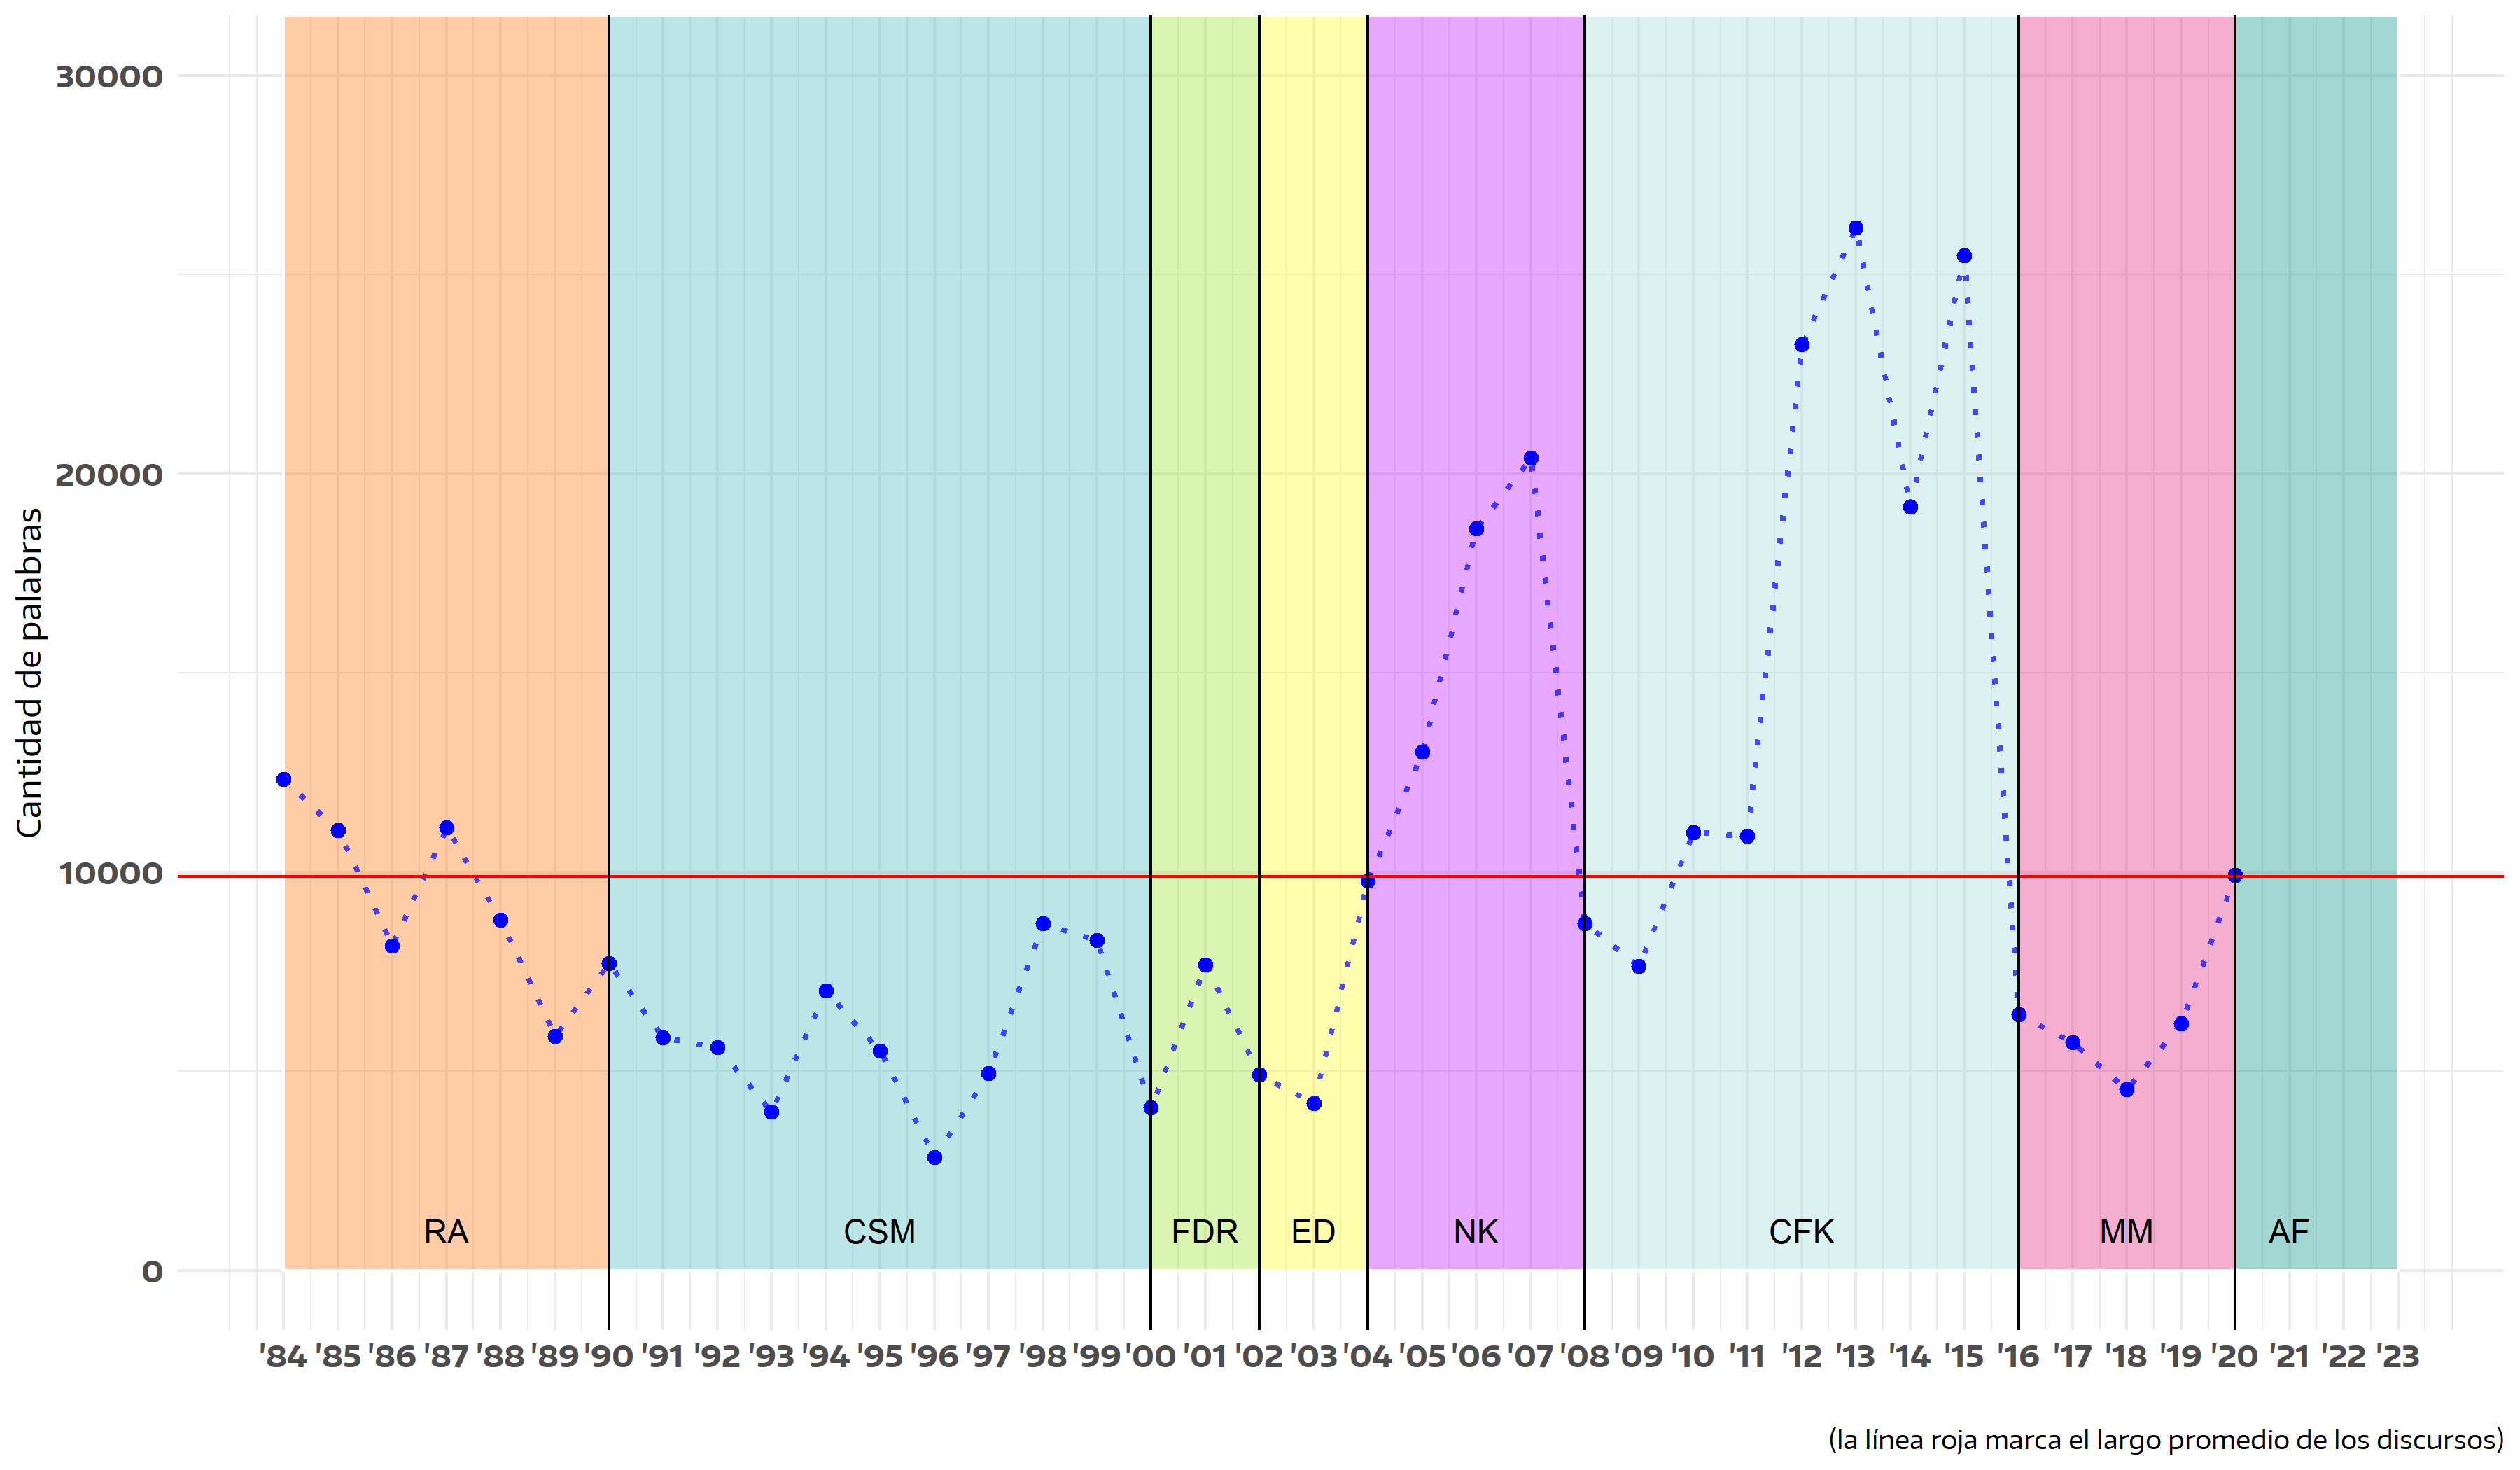 30000
20000
10000
0
Cantidad de palabras
RA CSM FDR ED NK CFK MM AF
'84 '85 '86 '87 '88 '89 '90 '91 '92 '93 '94 '95 '96 '97 '98 '99 '00 '01 '02 '03 '04 '05 '06 '07 '08 '09 '10 '11 '12 '13 '14 '15 '16 '17 '18 '19 '20 '21 '22 '23
(la línea roja marca el largo promedio de los discursos)